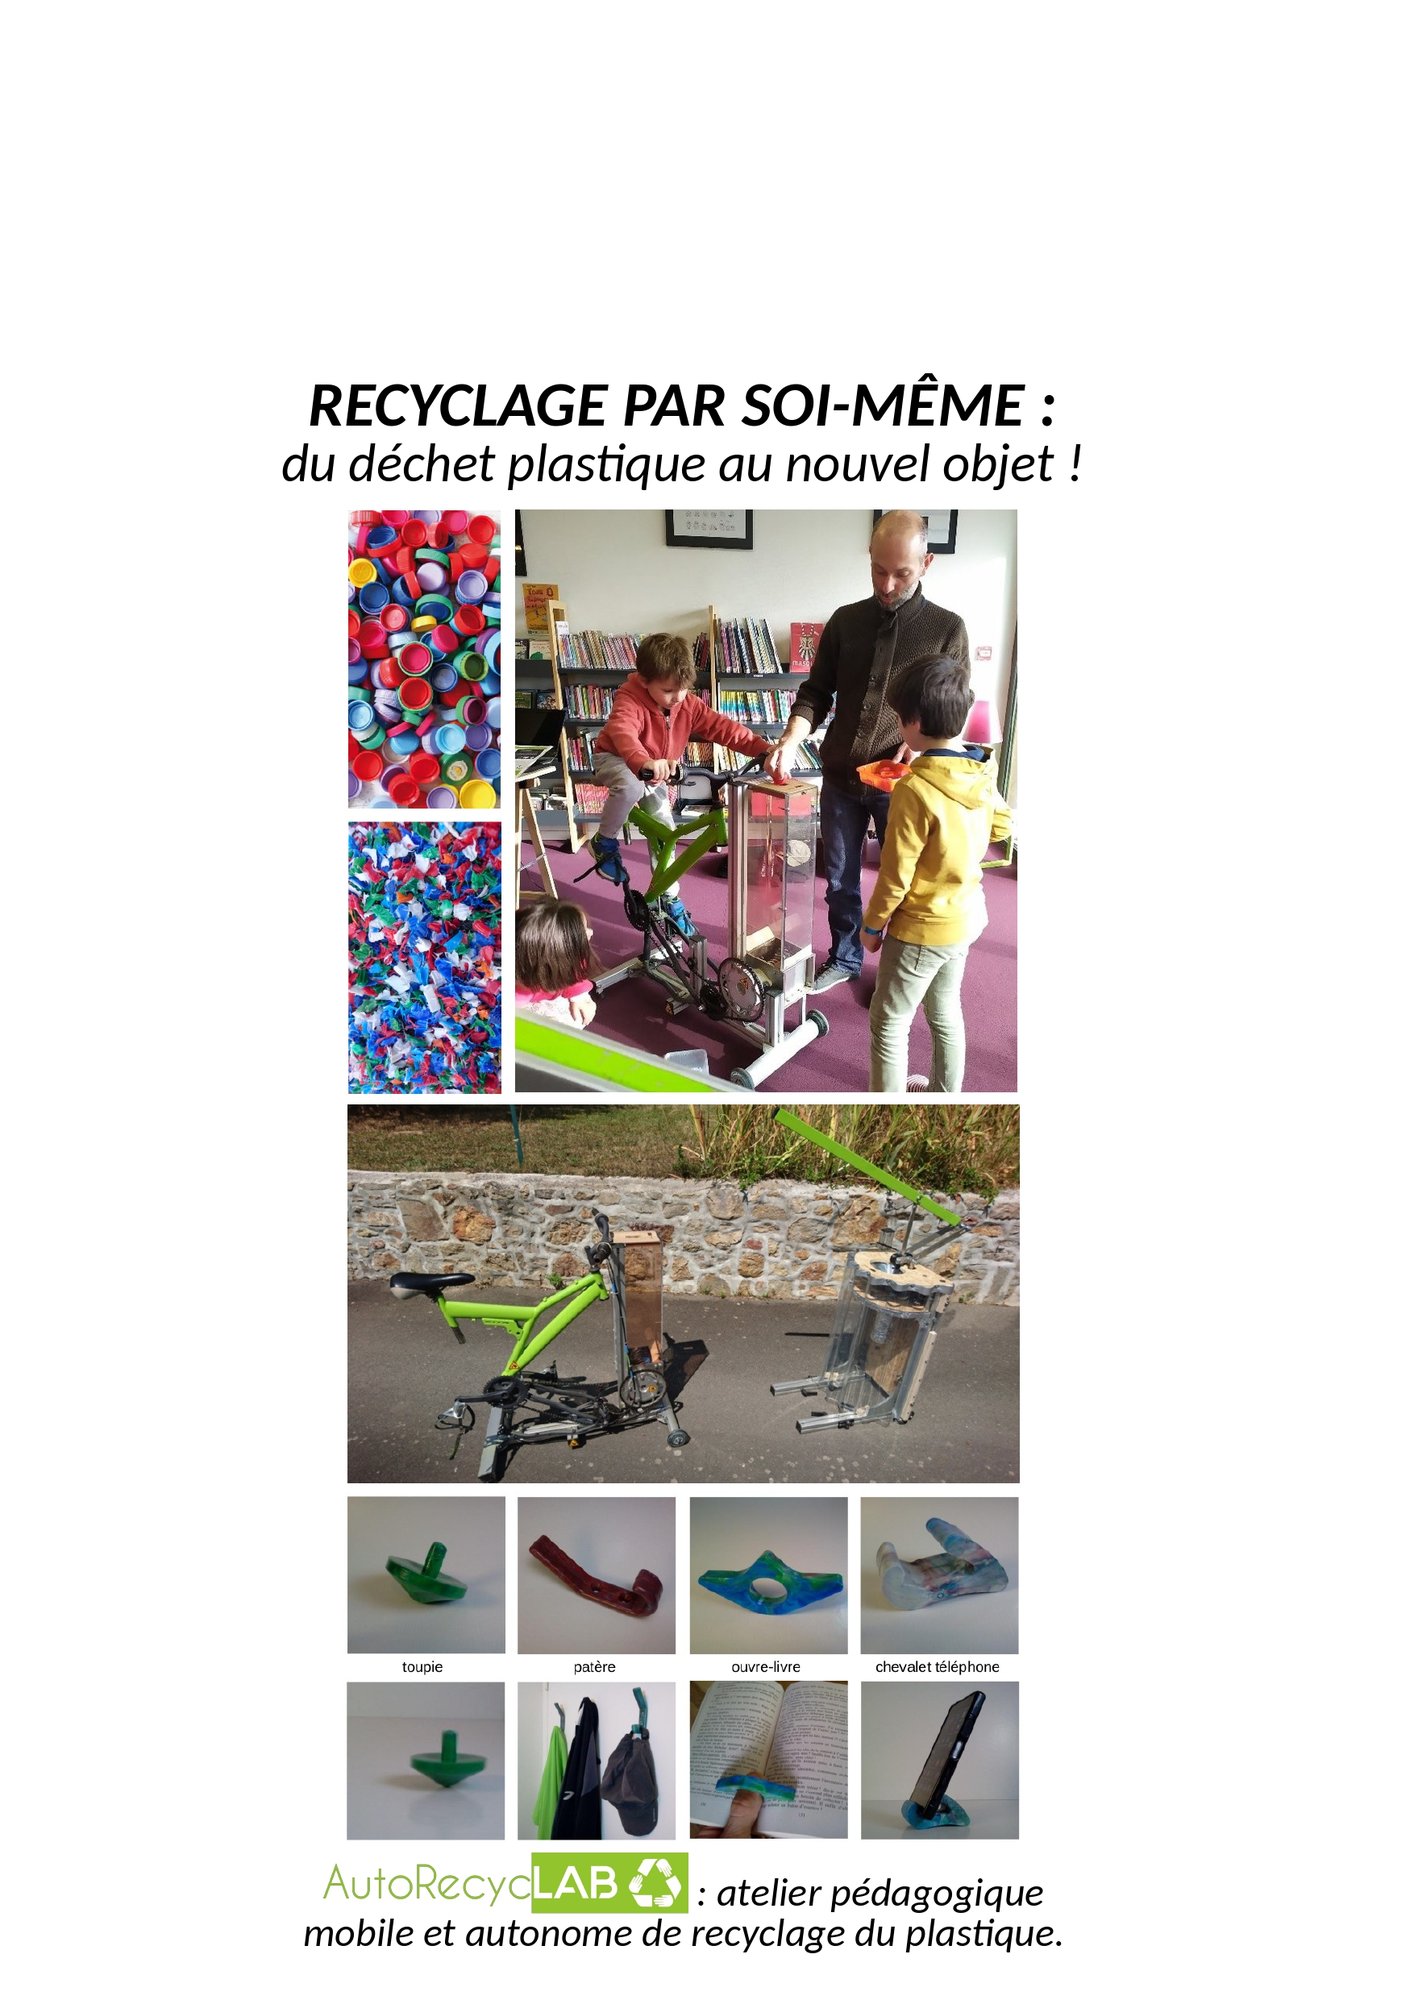 RECYCLAGE PAR SOI-MÊME :
du déchet plastique au nouvel objet !
toupie
patère
ouvre-livre
chevalet téléphone
AutoRecycLAB : atelier pédagogique
mobile et autonome de recyclage du plastique.